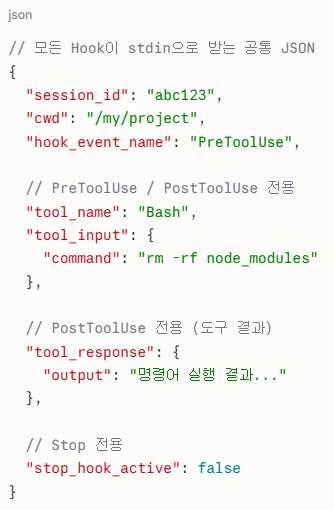 json
// 모든 Hook이 stdin으로 받는 공통 JSON
{
  "session_id": "abc123",
  "cwd": "/my/project",
  "hook_event_name": "PreToolUse",

  // PreToolUse / PostToolUse 전용
  "tool_name": "Bash",
  "tool_input": {
    "command": "rm -rf node_modules"
  },

  // PostToolUse 전용 (도구 결과)
  "tool_response": {
    "output": "명령어 실행 결과..."
  },

  // Stop 전용
  "stop_hook_active": false
}